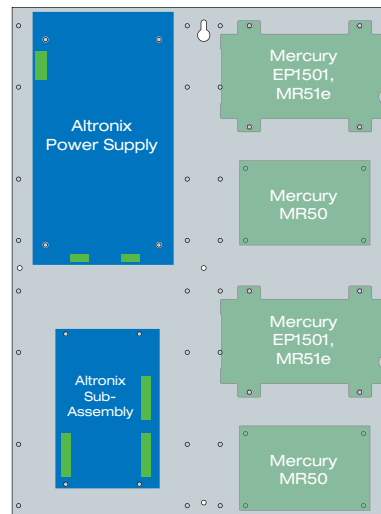 Altronix
Power Supply
Mercury
EP1501,
MR51e
Mercury
MR50
Altronix
Sub-
Assembly
Mercury
EP1501,
MR51e
Mercury
MR50